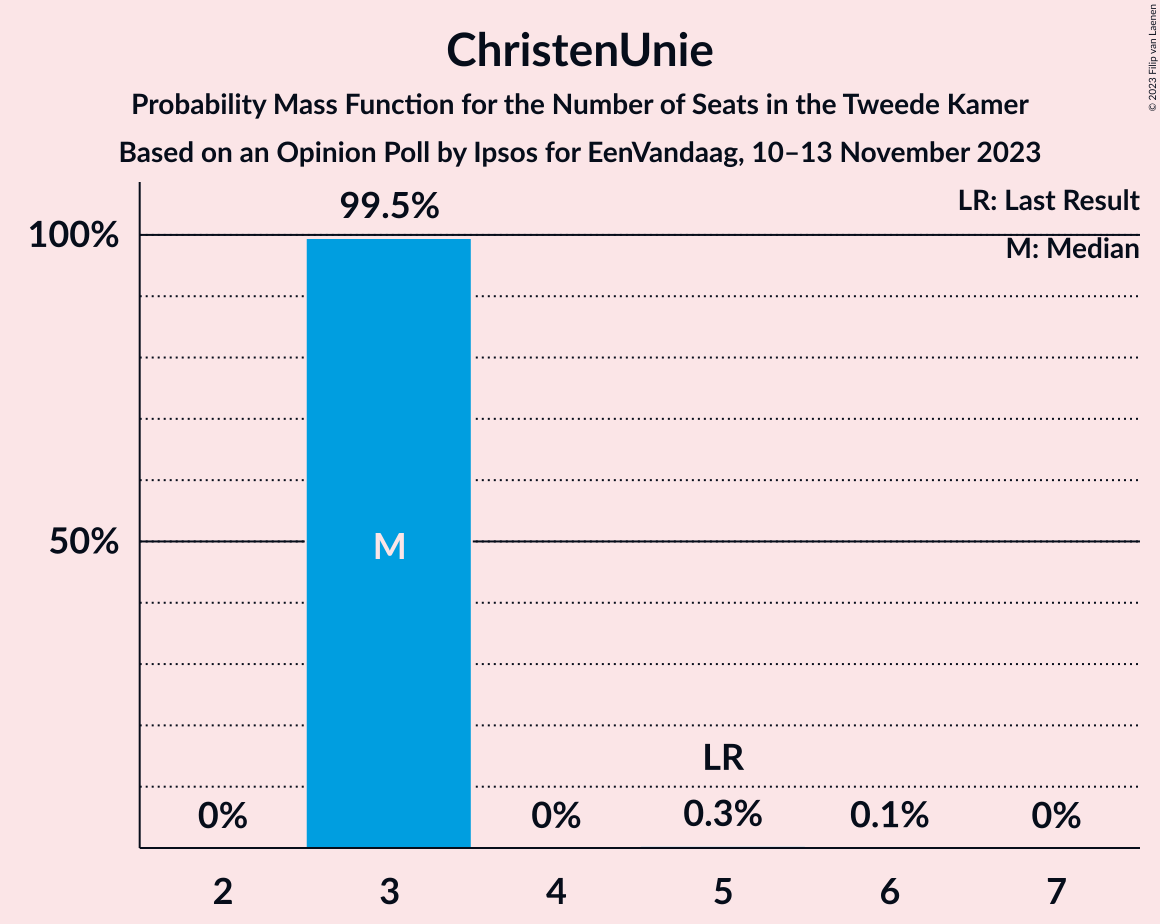 ChristenUnie
Probability Mass Function for the Number of Seats in the Tweede Kamer
Based on an Opinion Poll by Ipsos for EenVandaag, 10–13 November 2023
© 2023 Filip van Laenen
LR: Last Result
M: Median
99.5%
100%
50%
M
LR
0%
0%
0.3%
0.1%
0%
2
3
4
5
6
7